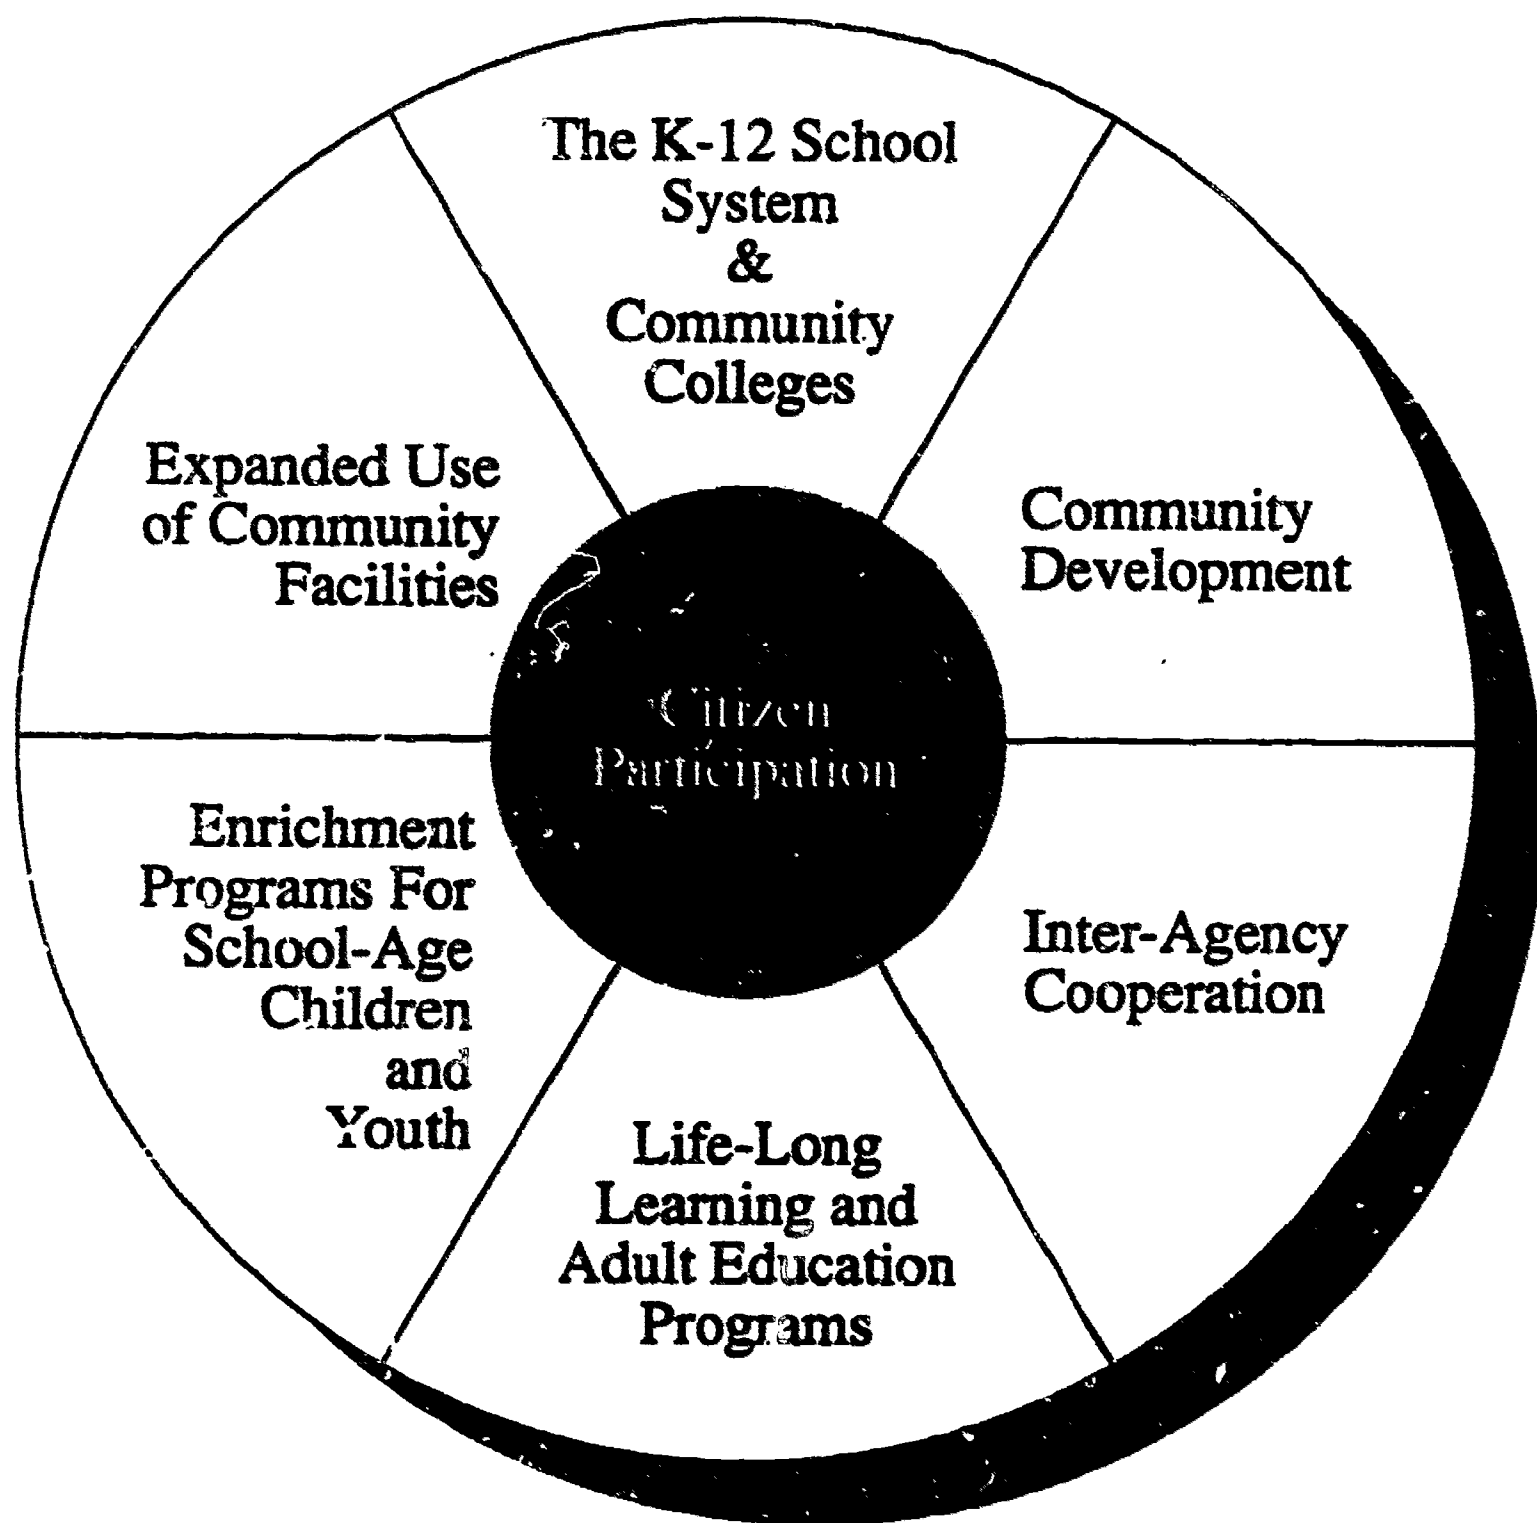 The K-12 School
System
&
Community
Colleges
Community
Development
Inter-Agency
Cooperation
Life-Long
Learning and
Adult Education
Programs
Enrichment
Programs For
School-Age
Children
and
Youth
Expanded Use
of Community
Facilities
Citizen
Participation